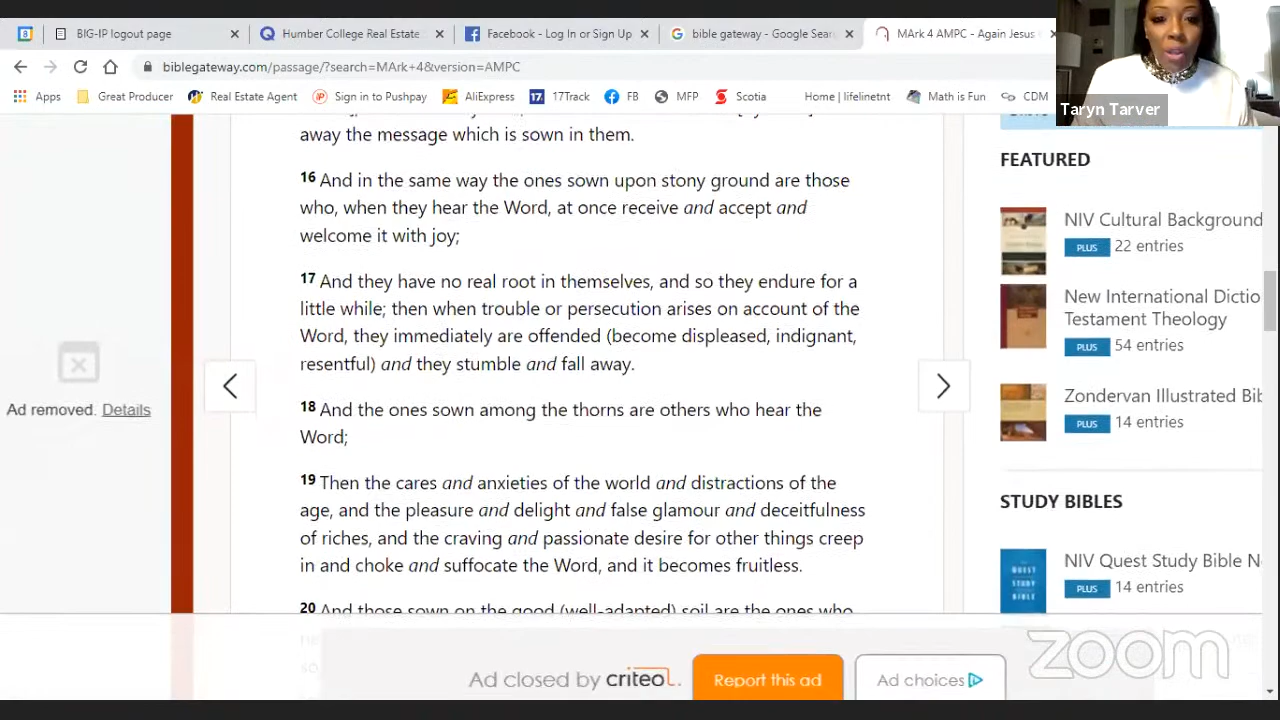 BIG-IP logout page
Humber College Real Estate
Facebook - Log In or Sign Up
bible gateway - Google Sear
MArk 4 AMPC - Again Jesus
biblegateway.com/passage/?search=MArk+4&version=AMPC
Apps
Great Producer
Real Estate Agent
Sign in to Pushpay
AliExpress
17
17Track
FB
MFP
Scotia
Home | lifelinetnt
Math is Fun
CDM
Taryn Tarver
away the message which is sown in them.
16 And in the same way the ones sown upon stony ground are those
who, when they hear the Word, at once receive and accept and
welcome it with joy;
17 And they have no real root in themselves, and so they endure for a
little while; then when trouble or persecution arises on account of the
Word, they immediately are offended (become displeased, indignant,
resentful) and they stumble and fall away.
18 And the ones sown among the thorns are others who hear the
Word;
19 Then the cares and anxieties of the world and distractions of the
age, and the pleasure and delight and false glamour and deceitfulness
of riches, and the craving and passionate desire for other things creep
in and choke and suffocate the Word, and it becomes fruitless.
20 And those sown on the good (well-adapted) soil are the ones who
Ad removed. Details
FEATURED
NIV Cultural Background
PLUS 22 entries
New International Dictio
Testament Theology
PLUS 54 entries
Zondervan Illustrated Bib
PLUS 14 entries
STUDY BIBLES
NIV Quest Study Bible N
PLUS 14 entries
QUEST
STUDY
BIBLE
Ad closed by criteo
Report this ad
Ad choices
zoom